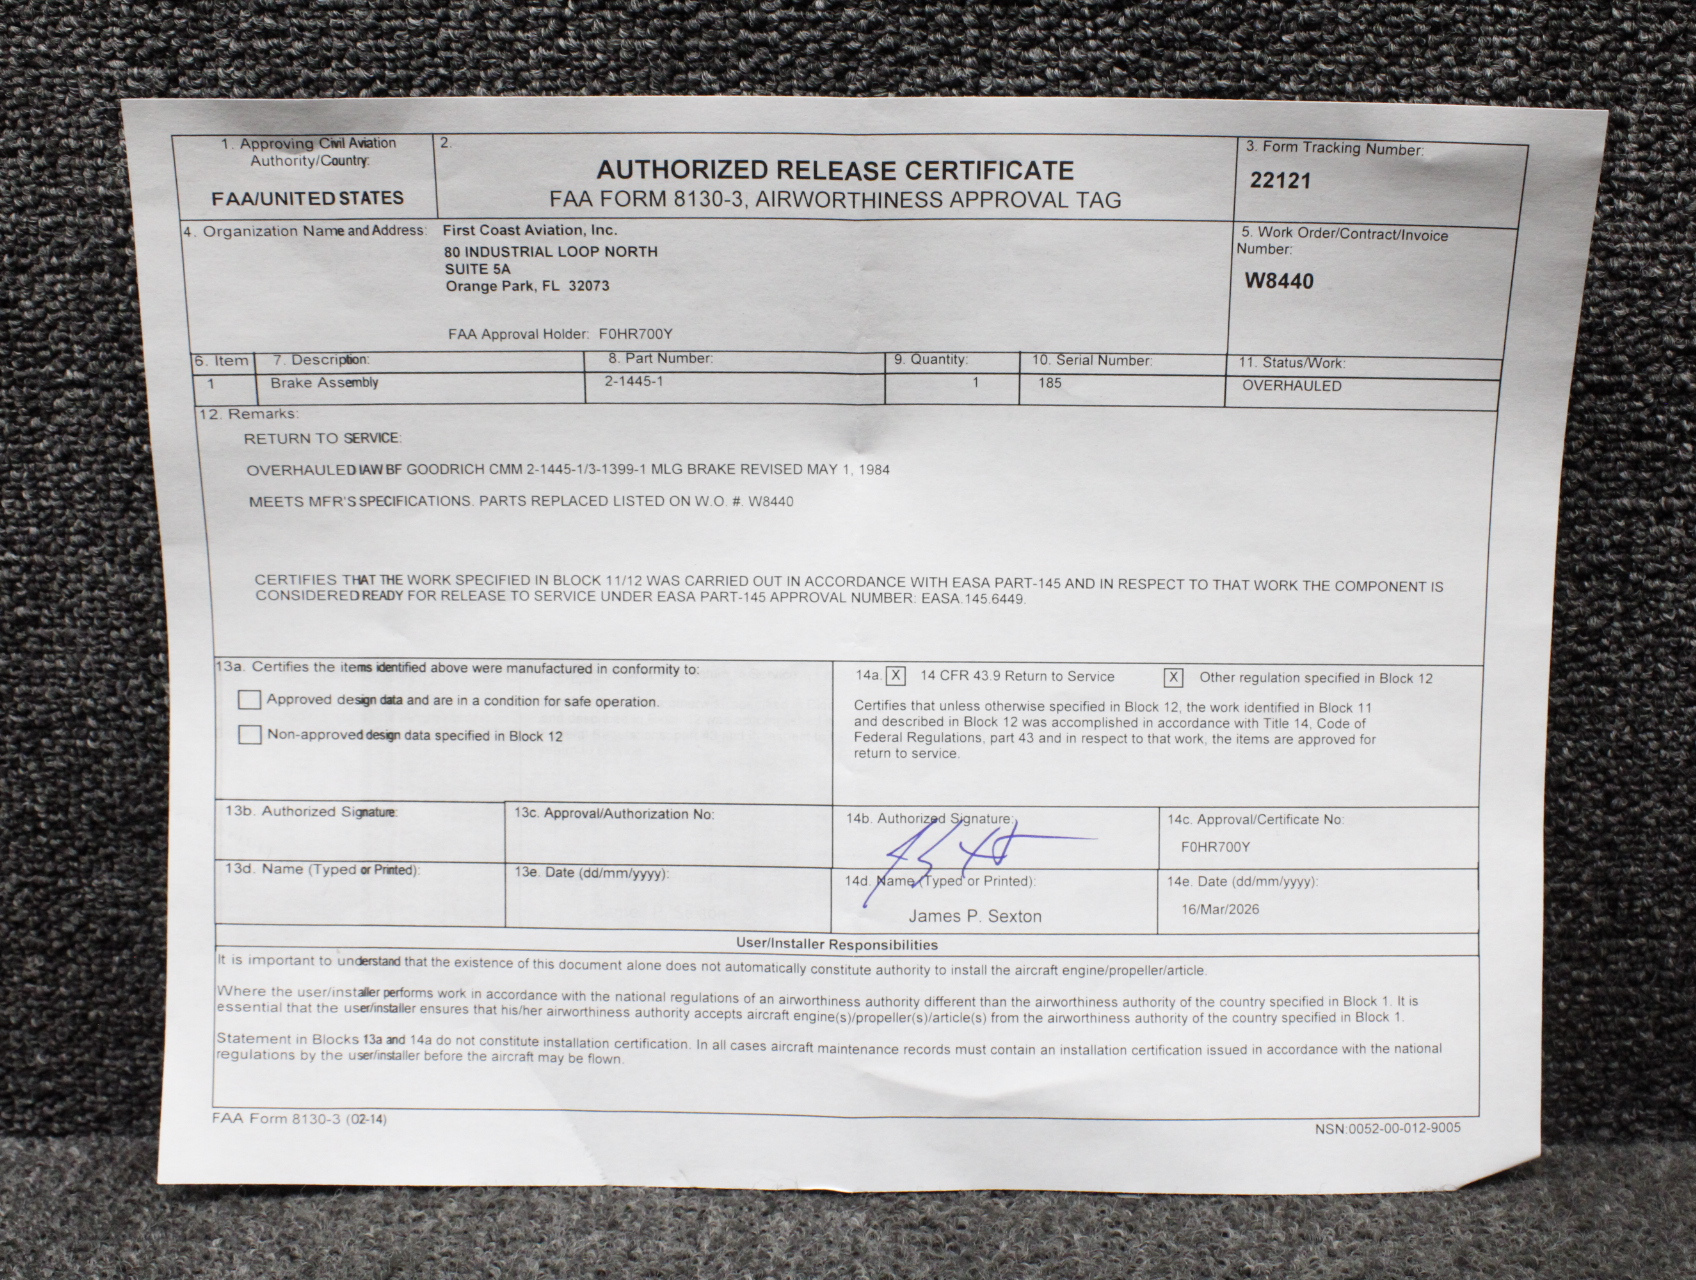 1. Approving Civil Aviation
Authority/Country:
FAA/UNITED STATES
2.
AUTHORIZED RELEASE CERTIFICATE
FAA FORM 8130-3, AIRWORTHINESS APPROVAL TAG
3. Form Tracking Number:
22121
4. Organization Name and Address:
First Coast Aviation, Inc.
80 INDUSTRIAL LOOP NORTH
SUITE 5A
Orange Park, FL 32073
FAA Approval Holder: F0HR700Y
5. Work Order/Contract/Invoice
Number:
W8440
6. Item 7. Description: 8. Part Number: 9. Quantity: 10. Serial Number: 11. Status/Work:
1 Brake Assembly 2-1445-1 1 185 OVERHAULED
12. Remarks:
RETURN TO SERVICE:
OVERHAULED IAW BF GOODRICH CMM 2-1445-1/3-1399-1 MLG BRAKE REVISED MAY 1, 1984
MEETS MFR'S SPECIFICATIONS. PARTS REPLACED LISTED ON W.O. #. W8440
CERTIFIES THAT THE WORK SPECIFIED IN BLOCK 11/12 WAS CARRIED OUT IN ACCORDANCE WITH EASA PART-145 AND IN RESPECT TO THAT WORK THE COMPONENT IS
CONSIDERED READY FOR RELEASE TO SERVICE UNDER EASA PART-145 APPROVAL NUMBER: EASA.145.6449.
13a. Certifies the items identified above were manufactured in conformity to:
Approved design data and are in a condition for safe operation.
Non-approved design data specified in Block 12
14a. X 14 CFR 43.9 Return to Service X Other regulation specified in Block 12
Certifies that unless otherwise specified in Block 12, the work identified in Block 11
and described in Block 12 was accomplished in accordance with Title 14, Code of
Federal Regulations, part 43 and in respect to that work, the items are approved for
return to service.
13b. Authorized Signature:
13c. Approval/Authorization No:
14b. Authorized Signature:
14c. Approval/Certificate No:
F0HR700Y
13d. Name (Typed or Printed):
13e. Date (dd/mm/yyyy):
14d. Name (Typed or Printed):
James P. Sexton
14e. Date (dd/mm/yyyy):
16/Mar/2026
User/Installer Responsibilities
It is important to understand that the existence of this document alone does not automatically constitute authority to install the aircraft engine/propeller/article.
Where the user/installer performs work in accordance with the national regulations of an airworthiness authority different than the airworthiness authority of the country specified in Block 1. It is
essential that the user/installer ensures that his/her airworthiness authority accepts aircraft engine(s)/propeller(s)/article(s) from the airworthiness authority of the country specified in Block 1.
Statement in Blocks 13a and 14a do not constitute installation certification. In all cases aircraft maintenance records must contain an installation certification issued in accordance with the national
regulations by the user/installer before the aircraft may be flown.
FAA Form 8130-3 (02-14)
NSN:0052-00-012-9005